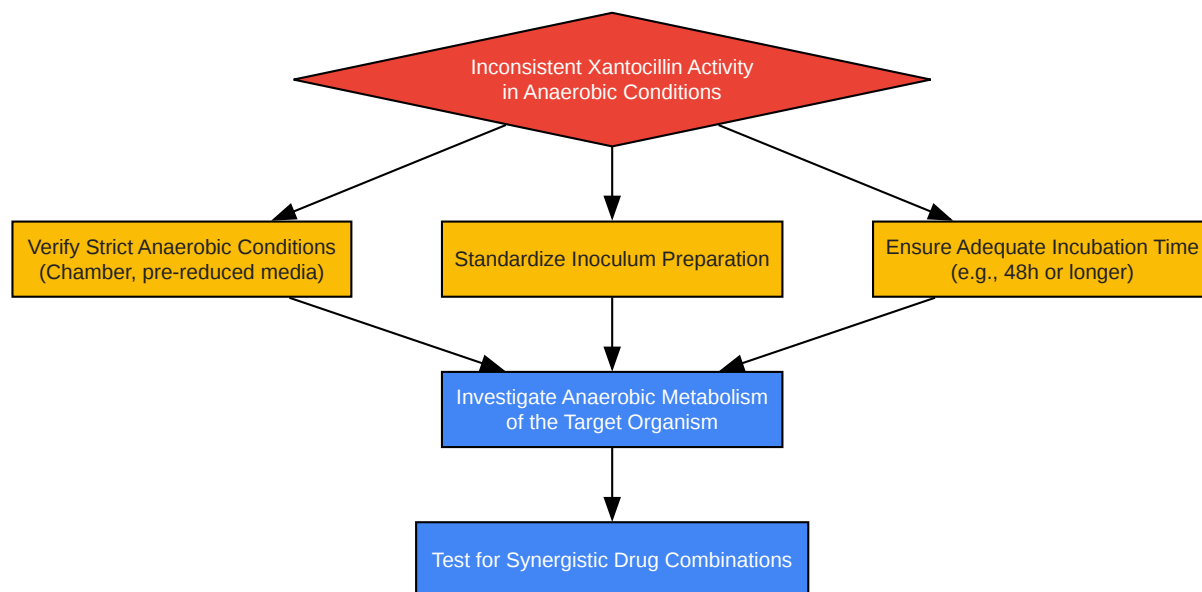 Inconsistent Xantocillin Activity
in Anaerobic Conditions
Verify Strict Anaerobic Conditions
(Chamber, pre-reduced media)
Standardize Inoculum Preparation
Ensure Adequate Incubation Time
(e.g., 48h or longer)
Investigate Anaerobic Metabolism
of the Target Organism
Test for Synergistic Drug Combinations